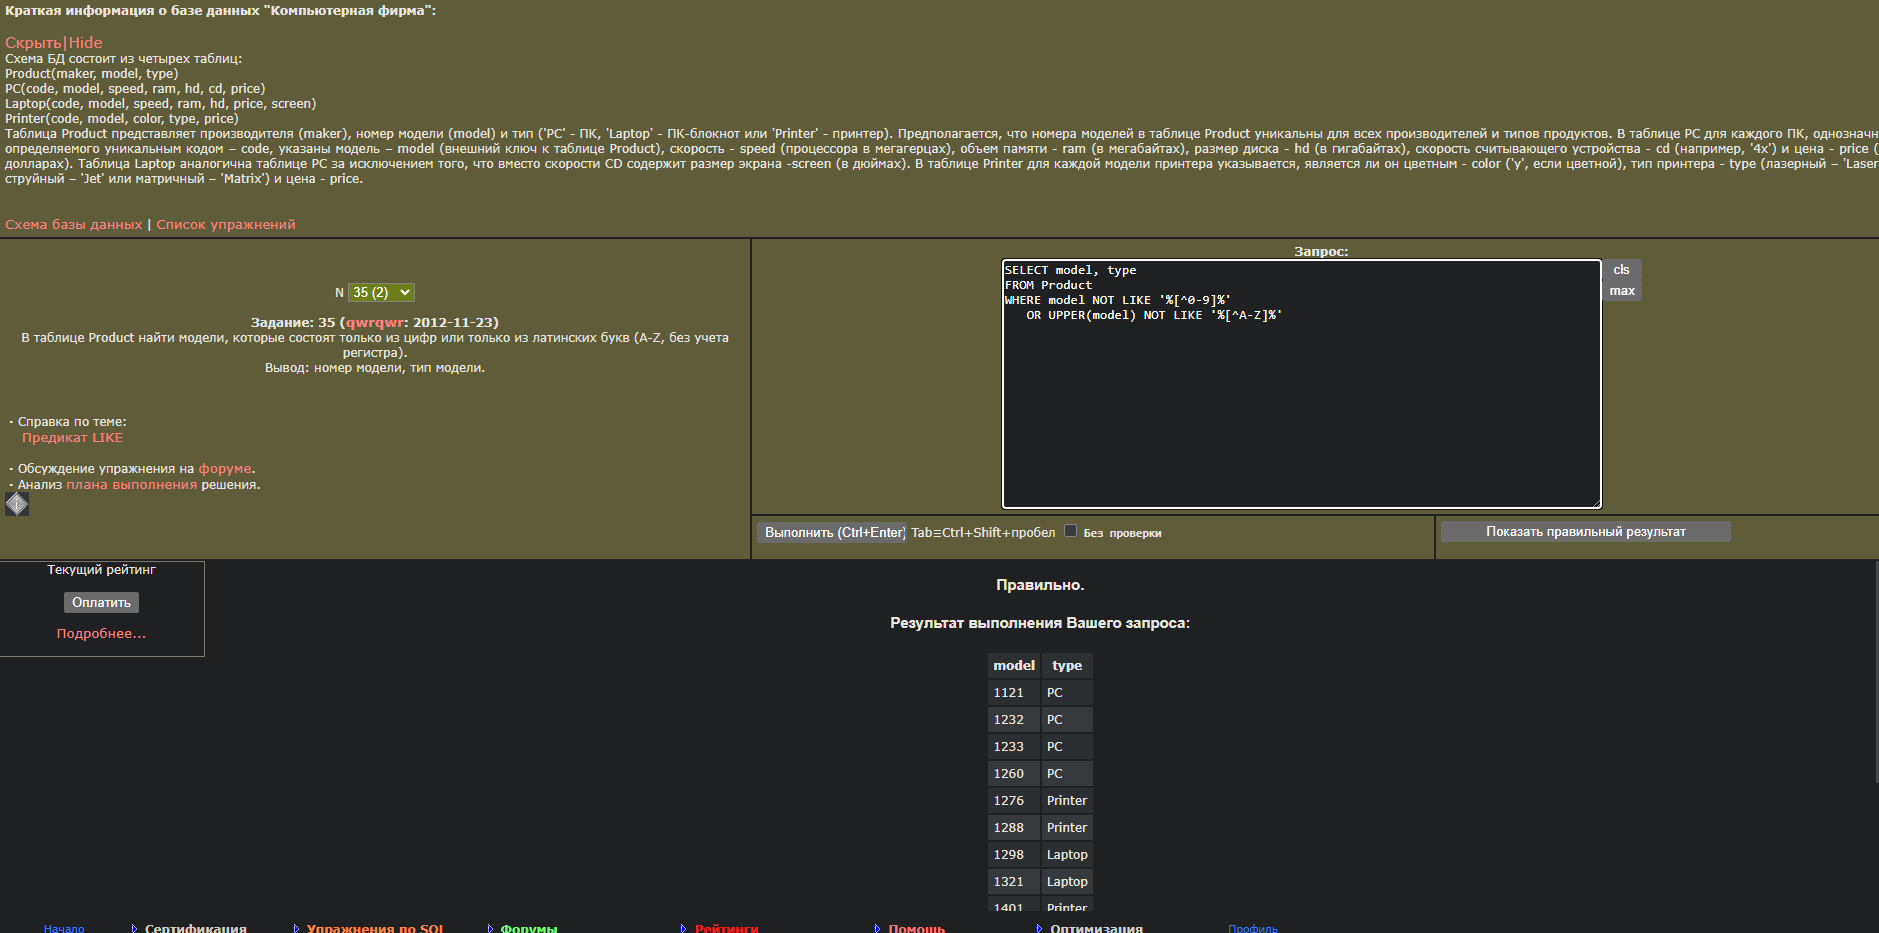 Краткая информация о базе данных "Компьютерная фирма":
Скрыть|Hide
Схема БД состоит из четырех таблиц:
Product(maker, model, type)
PC(code, model, speed, ram, hd, cd, price)
Laptop(code, model, speed, ram, hd, price, screen)
Printer(code, model, color, type, price)
Таблица Product представляет производителя (maker), номер модели (model) и тип ('PC' - ПК, 'Laptop' - ПК-блокнот или 'Printer' - принтер). Предполагается, что номера моделей в таблице Product уникальны для всех производителей и типов продуктов. В таблице PC для каждого ПК, однозначн
определяемого уникальным кодом – code, указаны модель – model (внешний ключ к таблице Product), скорость - speed (процессора в мегагерцах), объем памяти - ram (в мегабайтах), размер диска - hd (в гигабайтах), скорость считывающего устройства - cd (например, '4x') и цена - price (
долларах). Таблица Laptop аналогична таблице РС за исключением того, что вместо скорости CD содержит размер экрана -screen (в дюймах). В таблице Printer для каждой модели принтера указывается, является ли он цветным - color ('y', если цветной), тип принтера - type (лазерный – 'Laser
струйный – 'Jet' или матричный – 'Matrix') и цена - price.
Схема базы данных | Список упражнений
N 35 (2)
Задание: 35 (qwrqwr: 2012-11-23)
В таблице Product найти модели, которые состоят только из цифр или только из латинских букв (A-Z, без учета
регистра).
Вывод: номер модели, тип модели.
· Справка по теме:
Предикат LIKE
· Обсуждение упражнения на форуме.
· Анализ плана выполнения решения.
Запрос:
SELECT model, type
FROM Product
WHERE model NOT LIKE '%[^0-9]%'
OR UPPER(model) NOT LIKE '%[^A-Z]%'
cls
max
Выполнить (Ctrl+Enter) Tab=Ctrl+Shift+пробел Без проверки
Показать правильный результат
Текущий рейтинг
Оплатить
Подробнее...
Правильно.
Результат выполнения Вашего запроса:
model type
1121 PC
1232 PC
1233 PC
1260 PC
1276 Printer
1288 Printer
1298 Laptop
1321 Laptop
1401 Printer
Начало Сертификация Упражнения по SQL Форумы Рейтинги Помощь Оптимизация Профиль